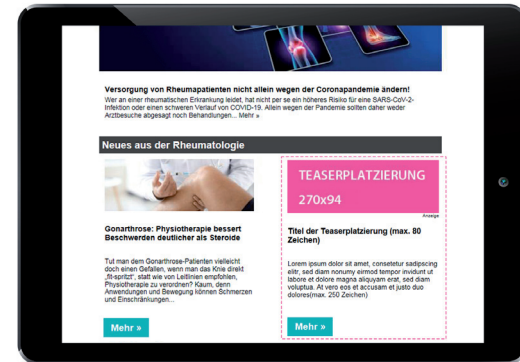 Versorgung von Rheumapatienten nicht allein wegen der Coronapandemie ändern!
Wer an einer rheumatischen Erkrankung leidet, hat nicht per se ein höheres Risiko für eine SARS-CoV-2-
Infektion oder einen schweren Verlauf von COVID-19. Allein wegen der Pandemie sollten daher weder
Arztbesuche abgesagt noch Behandlungen... Mehr »
Neues aus der Rheumatologie
Gonarthrose: Physiotherapie bessert
Beschwerden deutlicher als Steroide
Tut man dem Gonarthrose-Patienten vielleicht
doch einen Gefallen, wenn man das Knie direkt
„fit-spritzt", statt wie von Leitlinien empfohlen,
Physiotherapie zu verordnen? Kaum, denn
Anwendungen und Bewegung können Schmerzen
und Einschränkungen...
Mehr »
TEASERPLATZIERUNG
270x94
Anzeige
Titel der Teaserplatzierung (max. 80
Zeichen)
Lorem ipsum dolor sit amet, consetetur sadipscing
elitr, sed diam nonumy eirmod tempor invidunt ut
labore et dolore magna aliquyam erat, sed diam
voluptua. At vero eos et accusam et justo duo
dolores(max. 250 Zeichen)
Mehr »